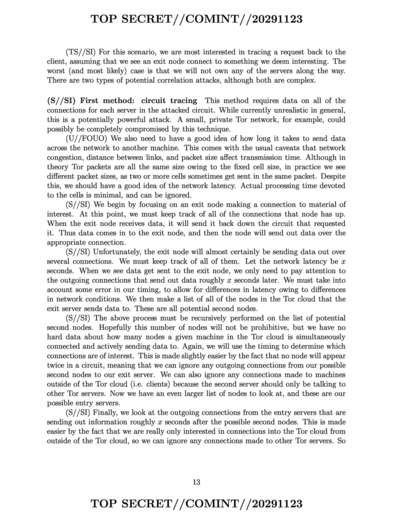 TOP SECRET//COMINT//20291123
(TS//SI) For this scenario, we are most interested in tracing a request back to the
client, assuming that we see an exit node connect to something we deem interesting. The
worst (and most likely) case is that we will not own any of the servers along the way.
There are two types of potential correlation attacks, although both are complex.
(S//SI) First method: circuit tracing This method requires data on all of the
connections for each server in the attacked circuit. While currently unrealistic in general,
this is a potentially powerful attack. A small, private Tor network, for example, could
possibly be completely compromised by this technique.
(U//FOUO) We also need to have a good idea of how long it takes to send data
across the network to another machine. This comes with the usual caveats that network
congestion, distance between links, and packet size affect transmission time. Although in
theory Tor packets are all the same size owing to the fixed cell size, in practice we see
different packet sizes, as two or more cells sometimes get sent in the same packet. Despite
this, we should have a good idea of the network latency. Actual processing time devoted
to the cells is minimal, and can be ignored.
(S//SI) We begin by focusing on an exit node making a connection to material of
interest. At this point, we must keep track of all of the connections that node has up.
When the exit node receives data, it will send it back down the circuit that requested
it. Thus data comes in to the exit node, and then the node will send out data over the
appropriate connection.
(S//SI) Unfortunately, the exit node will almost certainly be sending data out over
several connections. We must keep track of all of them. Let the network latency be x
seconds. When we see data get sent to the exit node, we only need to pay attention to
the outgoing connections that send out data roughly x seconds later. We must take into
account some error in our timing, to allow for differences in latency owing to differences
in network conditions. We then make a list of all of the nodes in the Tor cloud that the
exit server sends data to. These are all potential second nodes.
(S//SI) The above process must be recursively performed on the list of potential
second nodes. Hopefully this number of nodes will not be prohibitive, but we have no
hard data about how many nodes a given machine in the Tor cloud is simultaneously
connected and actively sending data to. Again, we will use the timing to determine which
connections are of interest. This is made slightly easier by the fact that no node will appear
twice in a circuit, meaning that we can ignore any outgoing connections from our possible
second nodes to our exit server. We can also ignore any connections made to machines
outside of the Tor cloud (i.e. clients) because the second server should only be talking to
other Tor servers. Now we have an even larger list of nodes to look at, and these are our
possible entry servers.
(S//SI) Finally, we look at the outgoing connections from the entry servers that are
sending out information roughly x seconds after the possible second nodes. This is made
easier by the fact that we are really only interested in connections into the Tor cloud from
outside of the Tor cloud, so we can ignore any connections made to other Tor servers. So
13
TOP SECRET//COMINT//20291123